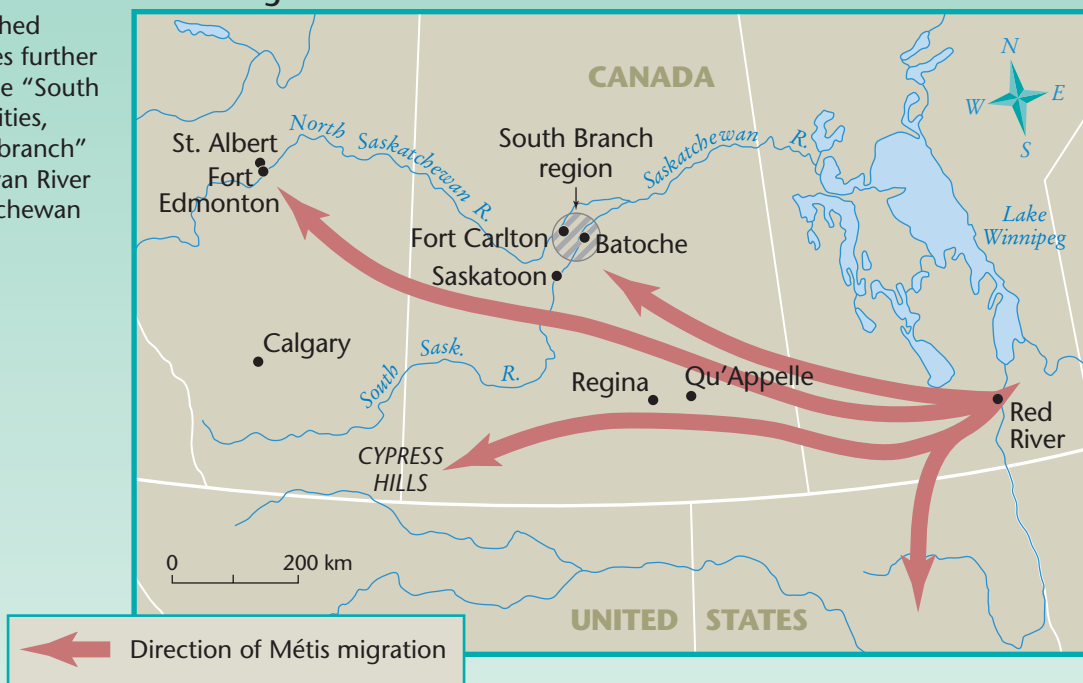 hed
es further
e “South
ities,
branch”
van River
tchewan
CANADA
N
W
E
S
St. Albert
Fort
Edmonton
North Saskatchewan R.
South Branch
region
Saskatchewan R.
Lake
Winnipeg
Fort Carlton
Batoche
Saskatoon
Calgary
South Sask. R.
Regina
Qu’Appelle
Red
River
CYPRESS
HILLS
0 200 km
UNITED STATES
Direction of Métis migration